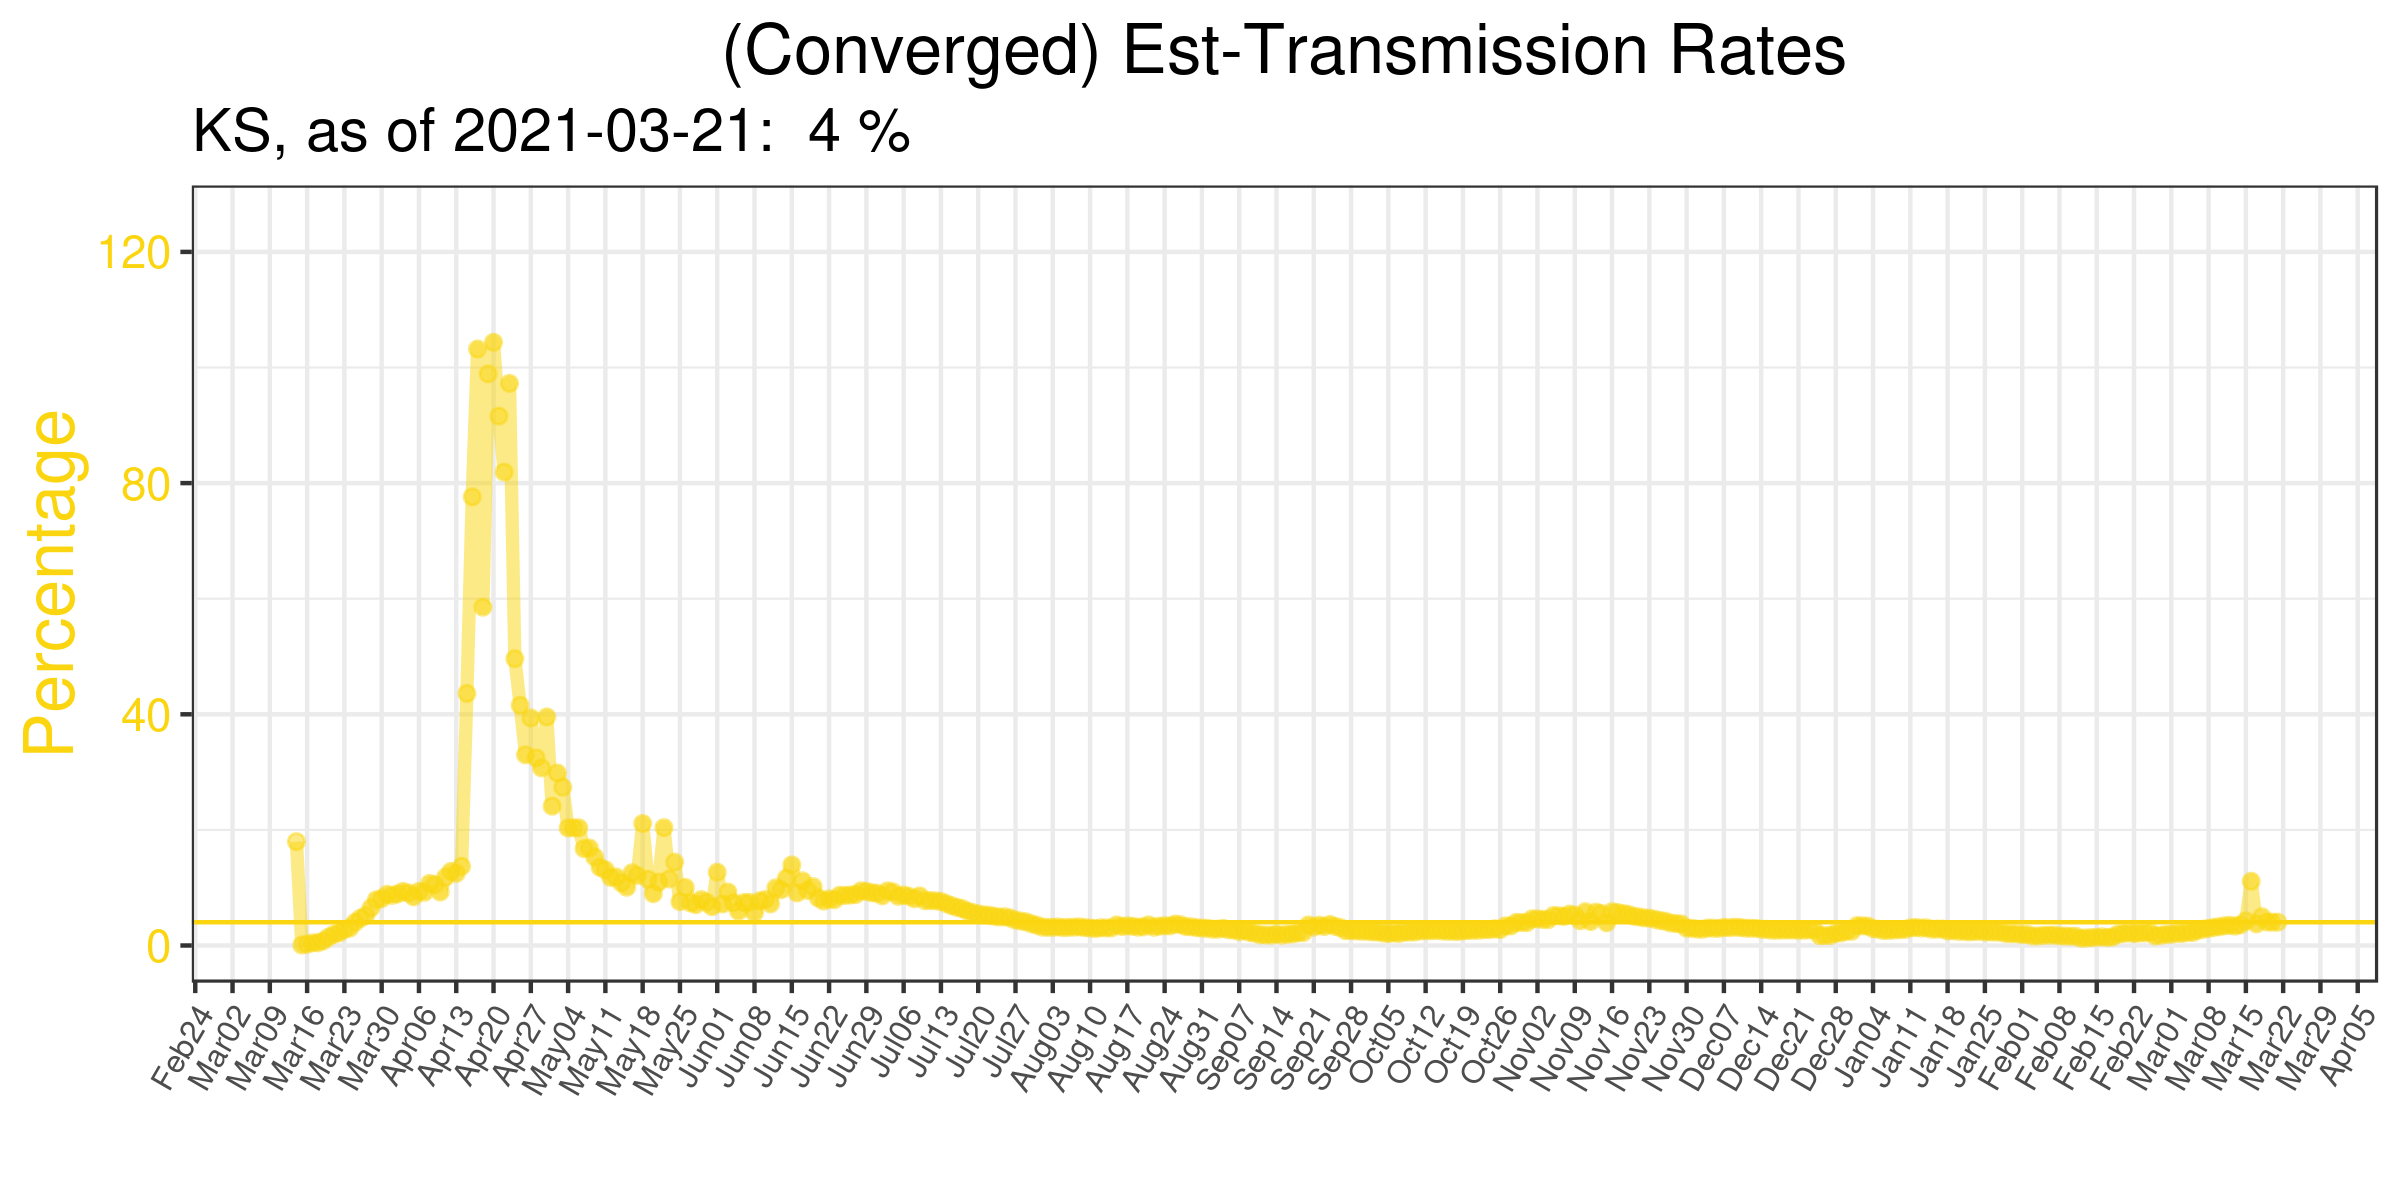 (Converged) Est-Transmission Rates
KS, as of 2021-03-21:  4 %
Percentage
120
80
40
0
Feb24 Mar02 Mar09 Mar16 Mar23 Mar30 Apr06 Apr13 Apr20 Apr27 May04 May11 May18 May25 Jun01 Jun08 Jun15 Jun22 Jun29 Jul06 Jul13 Jul20 Jul27 Aug03 Aug10 Aug17 Aug24 Aug31 Sep07 Sep14 Sep21 Sep28 Oct05 Oct12 Oct19 Oct26 Nov02 Nov09 Nov16 Nov23 Nov30 Dec07 Dec14 Dec21 Dec28 Jan04 Jan11 Jan18 Jan25 Feb01 Feb08 Feb15 Feb22 Mar01 Mar08 Mar15 Mar22 Mar29 Apr05